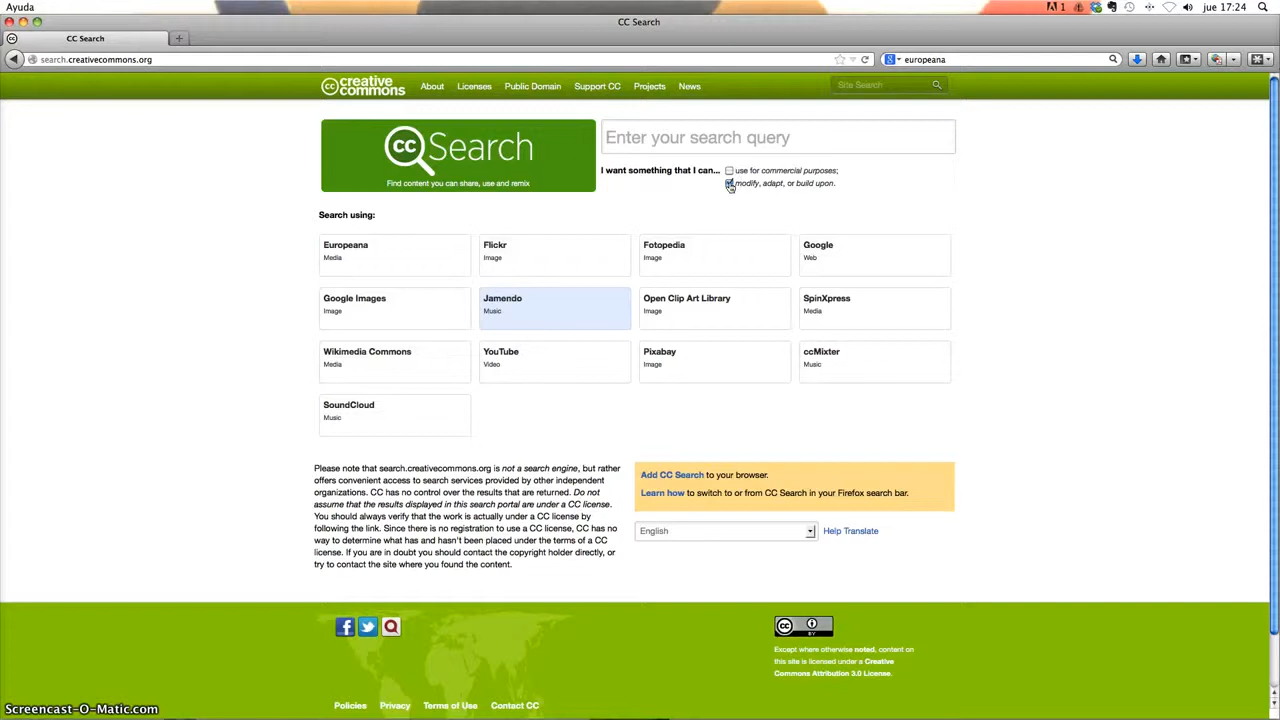 Ayuda
1
jue 17:24
CC Search
CC Search
search.creativecommons.org
europeana
creative commons
About
Licenses
Public Domain
Support CC
Projects
News
Site Search
cc Search
Find content you can share, use and remix
Enter your search query
I want something that I can...
use for commercial purposes;
modify, adapt, or build upon.
Search using:
Europeana
Media
Flickr
Image
Fotopedia
Image
Google
Web
Google Images
Image
Jamendo
Music
Open Clip Art Library
Image
SpinXpress
Media
Wikimedia Commons
Media
YouTube
Video
Pixabay
Image
ccMixter
Music
SoundCloud
Music
Please note that search.creativecommons.org is not a search engine, but rather
offers convenient access to search services provided by other independent
organizations. CC has no control over the results that are returned. Do not
assume that the results displayed in this search portal are under a CC license.
You should always verify that the work is actually under a CC license by
following the link. Since there is no registration to use a CC license, CC has no
way to determine what has and hasn't been placed under the terms of a CC
license. If you are in doubt you should contact the copyright holder directly, or
try to contact the site where you found the content.
Add CC Search to your browser.
Learn how to switch to or from CC Search in your Firefox search bar.
English
Help Translate
cc
BY
Except where otherwise noted, content on
this site is licensed under a Creative
Commons Attribution 3.0 License.
Policies
Privacy
Terms of Use
Contact CC
Screencast-O-Matic.com